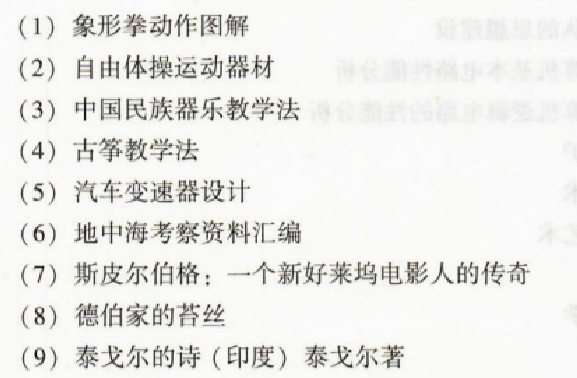 (1) 象形拳动作图解
(2) 自由体操运动器材
(3) 中国民族器乐教学法
(4) 古筝教学法
(5) 汽车变速器设计
(6) 地中海考察资料汇编
(7) 斯皮尔伯格：一个新好莱坞电影人的传奇
(8) 德伯家的苔丝
(9) 泰戈尔的诗（印度）泰戈尔著